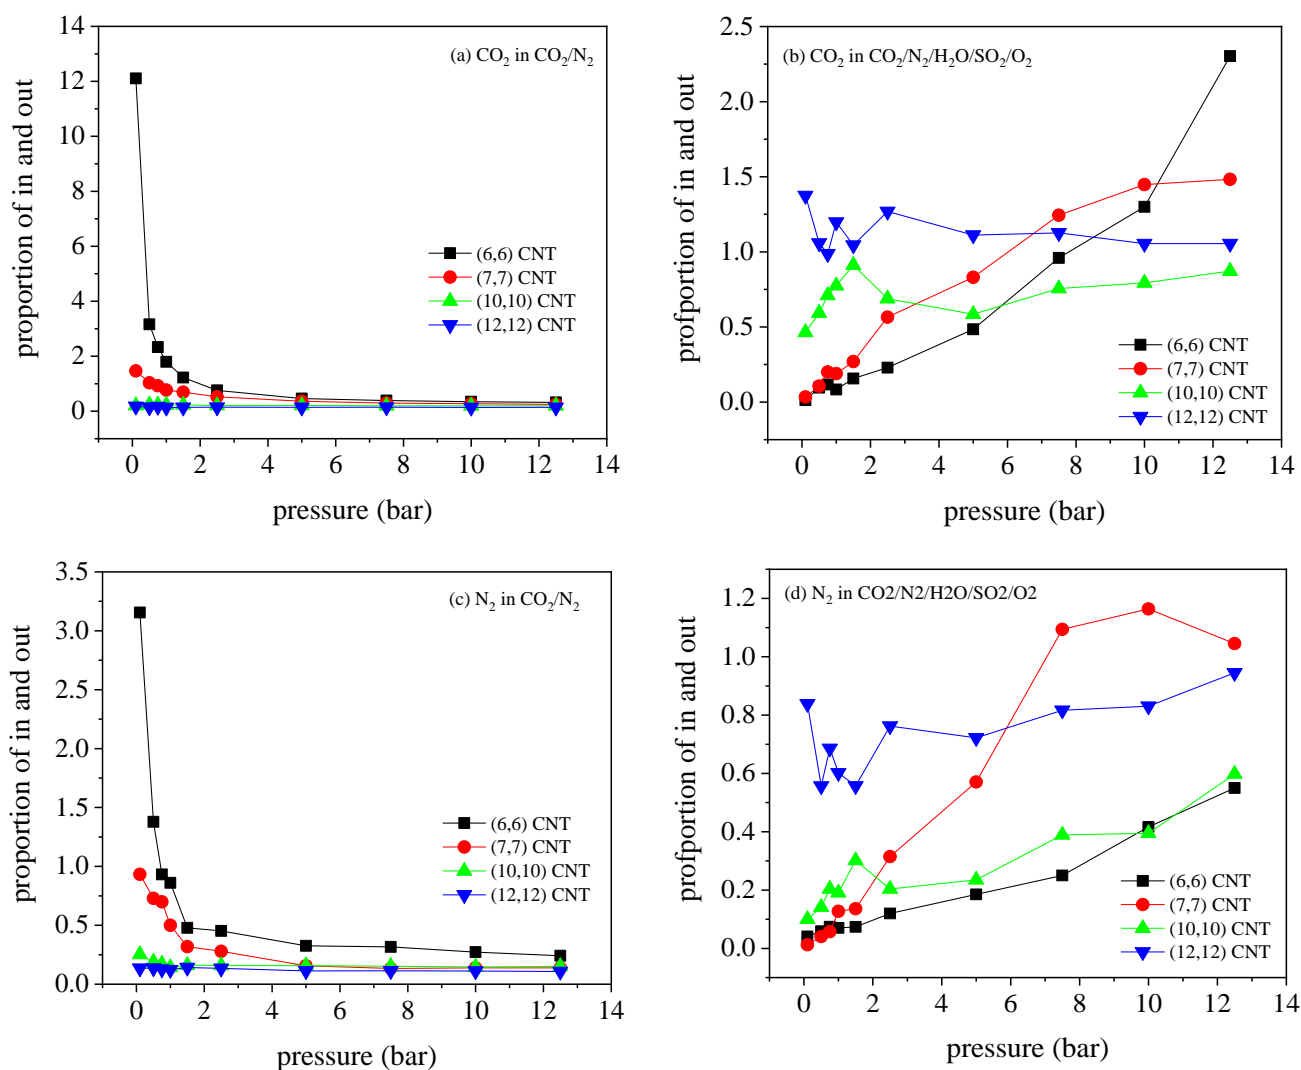 (a) CO₂ in CO₂/N₂
proportion of in and out
14
12
10
8
6
4
2
0
(6,6) CNT
(7,7) CNT
(10,10) CNT
(12,12) CNT
0 2 4 6 8 10 12 14
pressure (bar)
(b) CO₂ in CO₂/N₂/H₂O/SO₂/O₂
profportion of in and out
2.5
2.0
1.5
1.0
0.5
0.0
(6,6) CNT
(7,7) CNT
(10,10) CNT
(12,12) CNT
0 2 4 6 8 10 12 14
pressure (bar)
(c) N₂ in CO₂/N₂
proportion of in and out
3.5
3.0
2.5
2.0
1.5
1.0
0.5
0.0
(6,6) CNT
(7,7) CNT
(10,10) CNT
(12,12) CNT
0 2 4 6 8 10 12 14
pressure (bar)
(d) N₂ in CO2/N2/H2O/SO2/O2
profportion of in and out
1.2
1.0
0.8
0.6
0.4
0.2
0.0
(6,6) CNT
(7,7) CNT
(10,10) CNT
(12,12) CNT
0 2 4 6 8 10 12 14
pressure (bar)